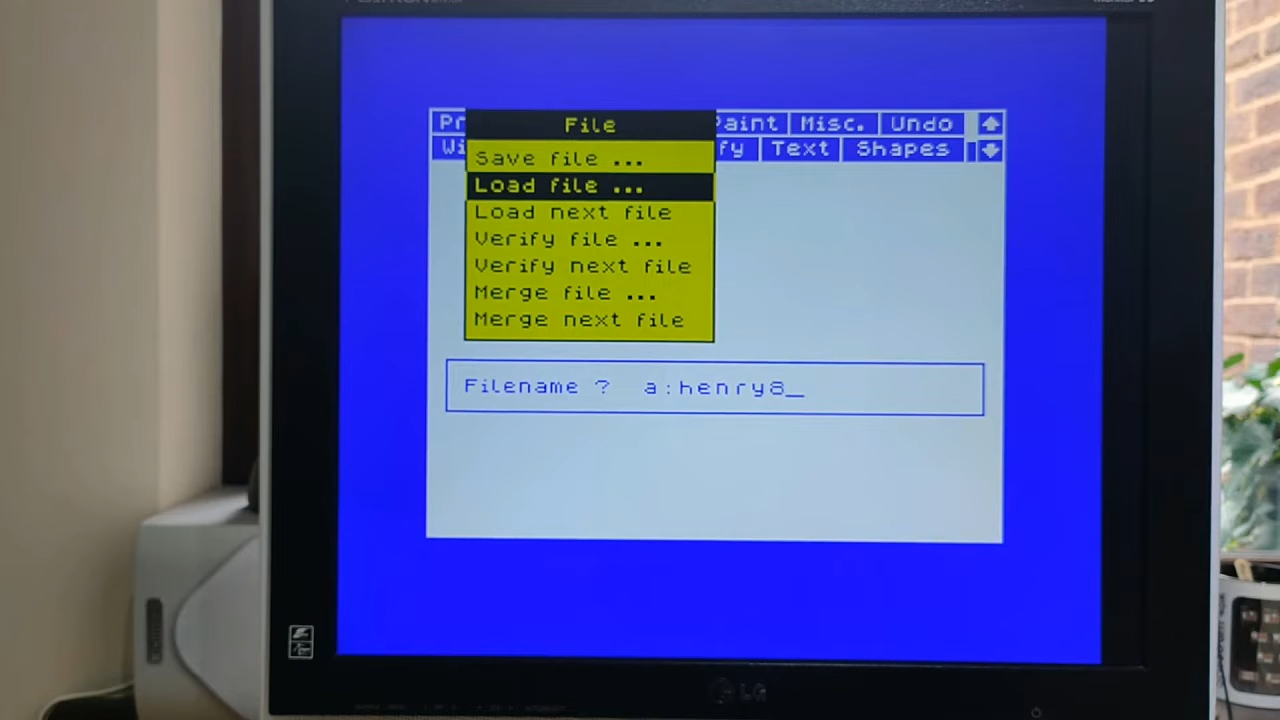 Pr File Paint Misc. Undo
Wi fy Text Shapes
Save file ...
Load file ...
Load next file
Verify file ...
Verify next file
Merge file ...
Merge next file
Filename ? a:henry8_
LG